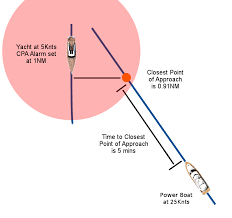 Yacht at 5Knts
CPA Alarm set
at 1NM
Closest Point
of Approach
is 0.91NM
Time to Closest
Point of Approach
is 5 mins
Power Boat
at 25Knts